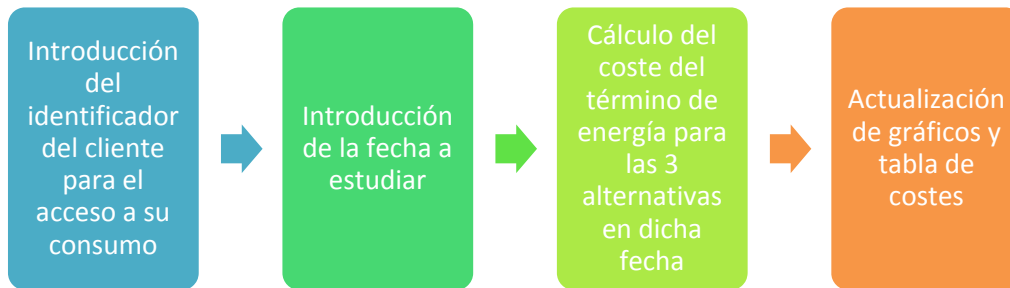 Introducción
del
identificador
del cliente
para el
acceso a su
consumo
Introducción
de la fecha a
estudiar
Cálculo del
coste del
término de
energía para
las 3
alternativas
en dicha
fecha
Actualización
de gráficos y
tabla de
costes